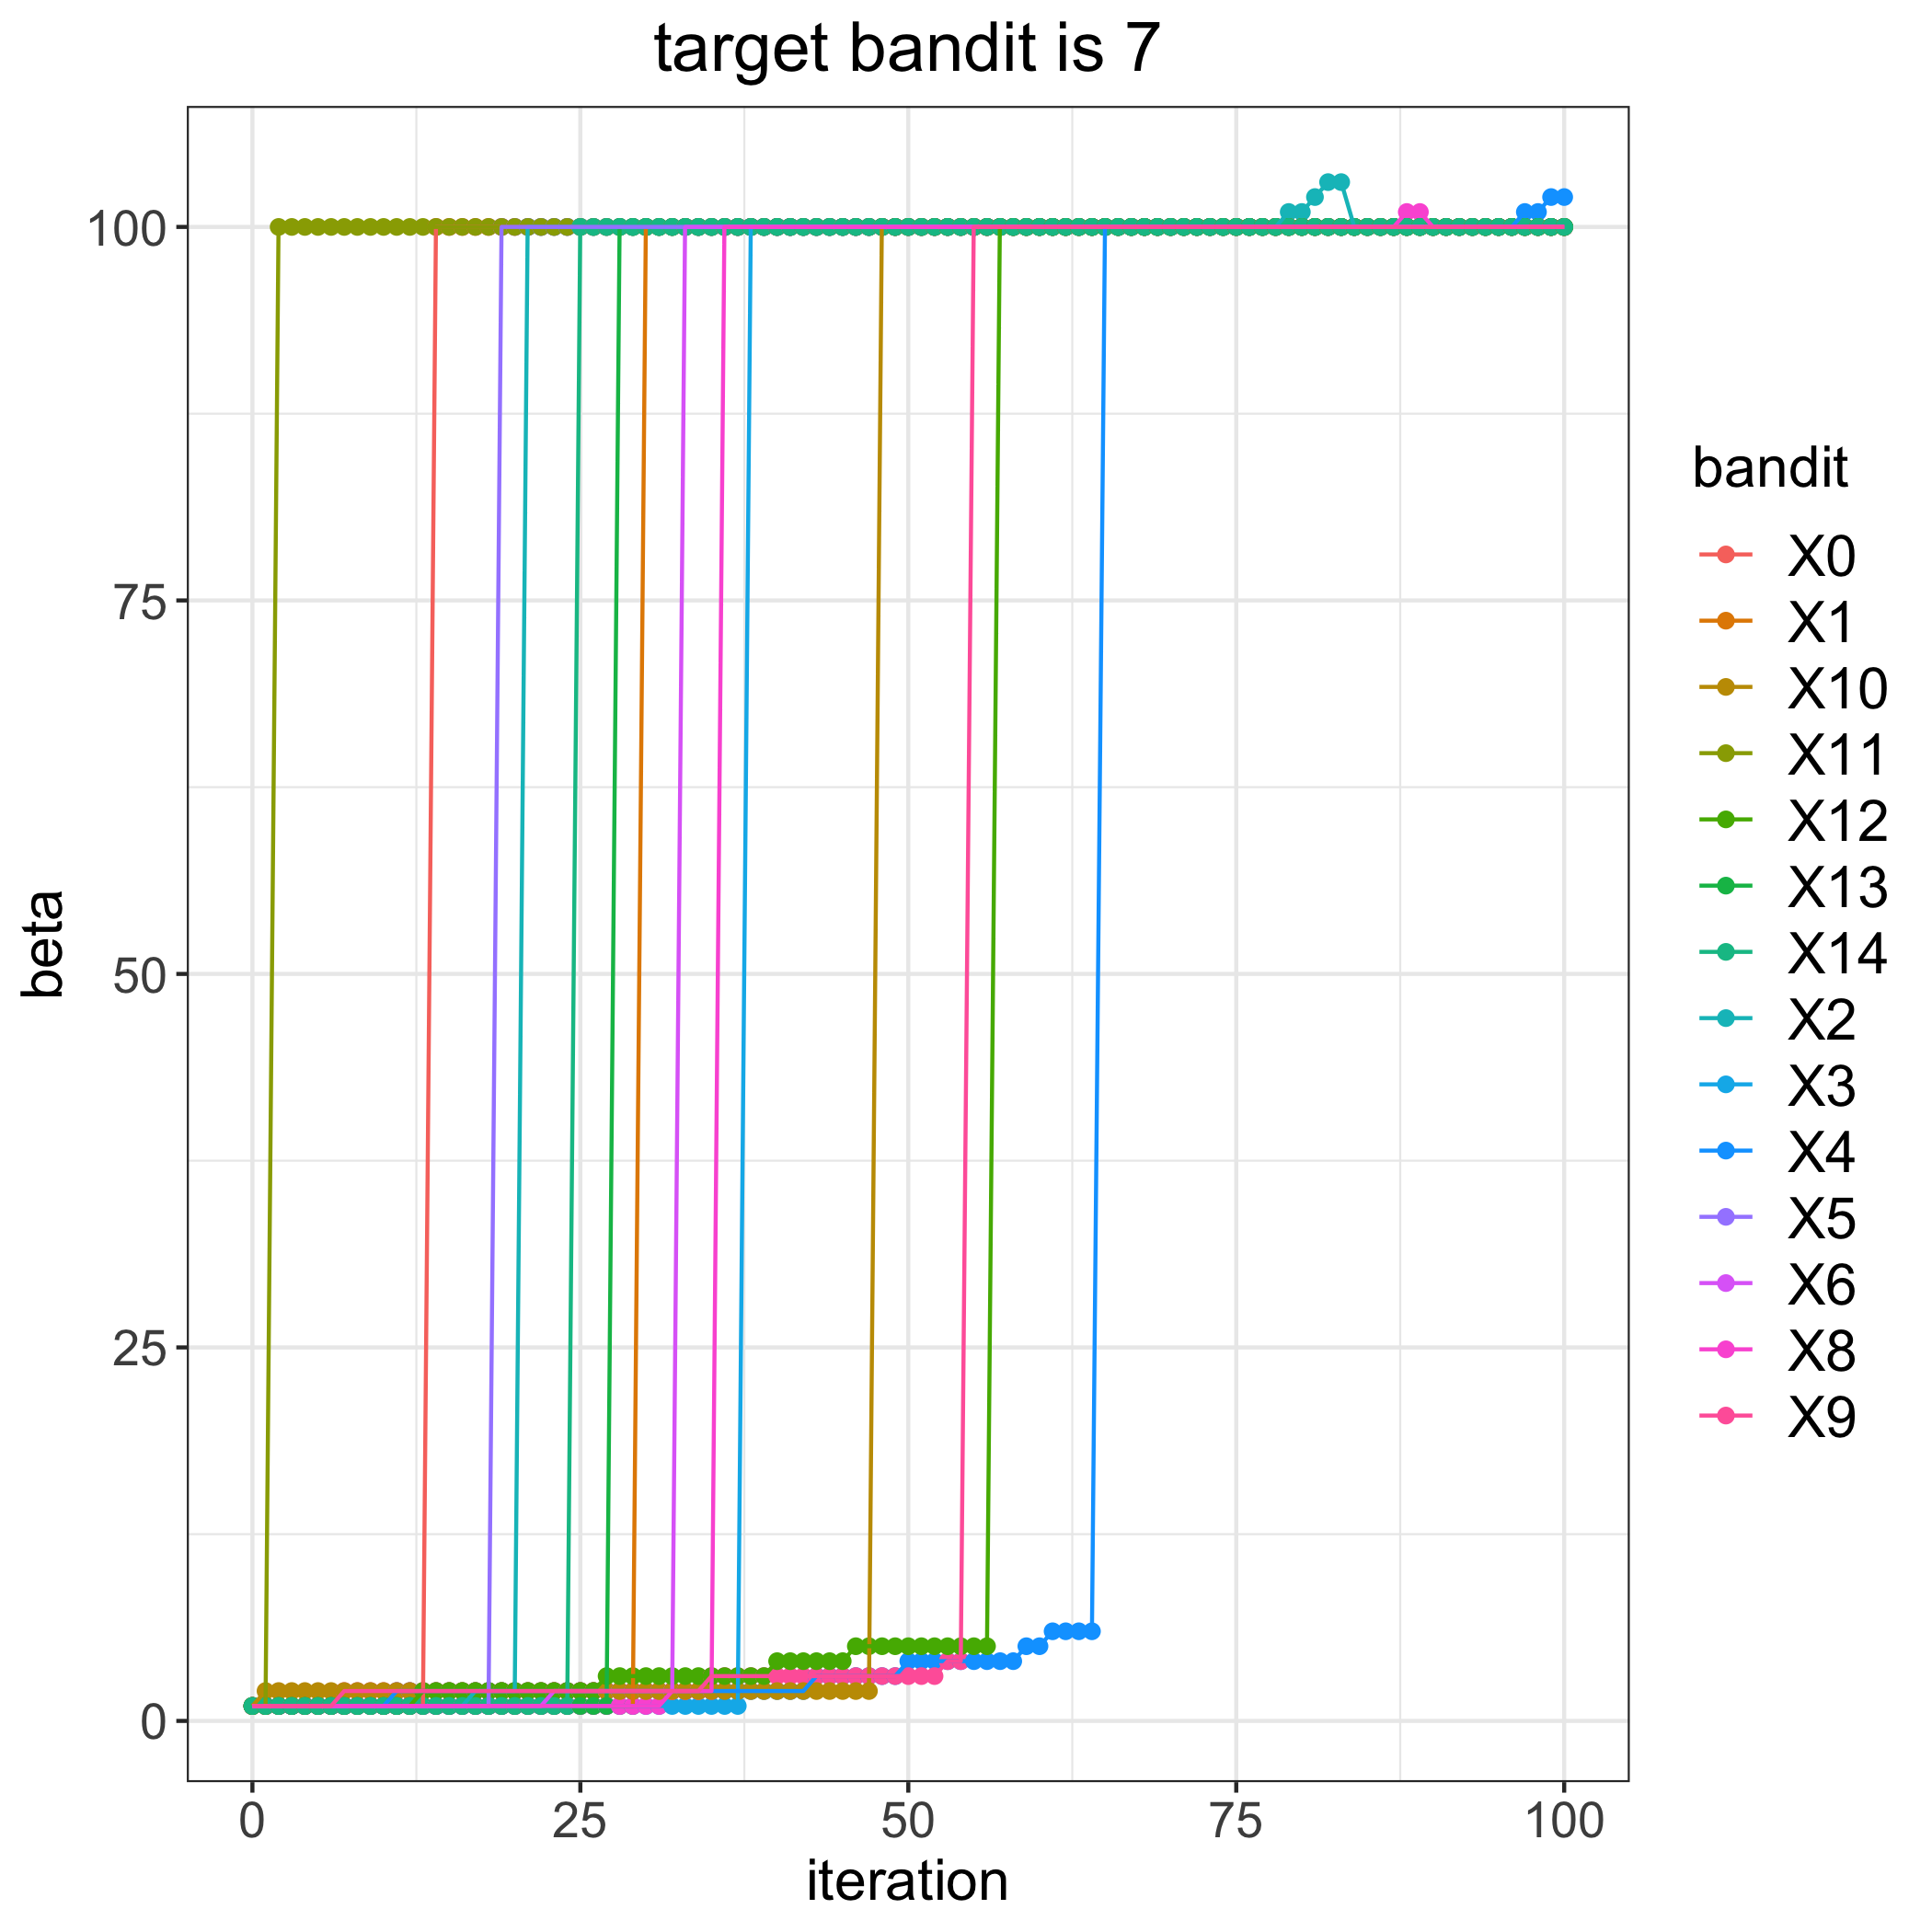 target bandit is 7
100
75
50
25
0
beta
0 25 50 75 100
iteration
bandit
X0
X1
X10
X11
X12
X13
X14
X2
X3
X4
X5
X6
X8
X9